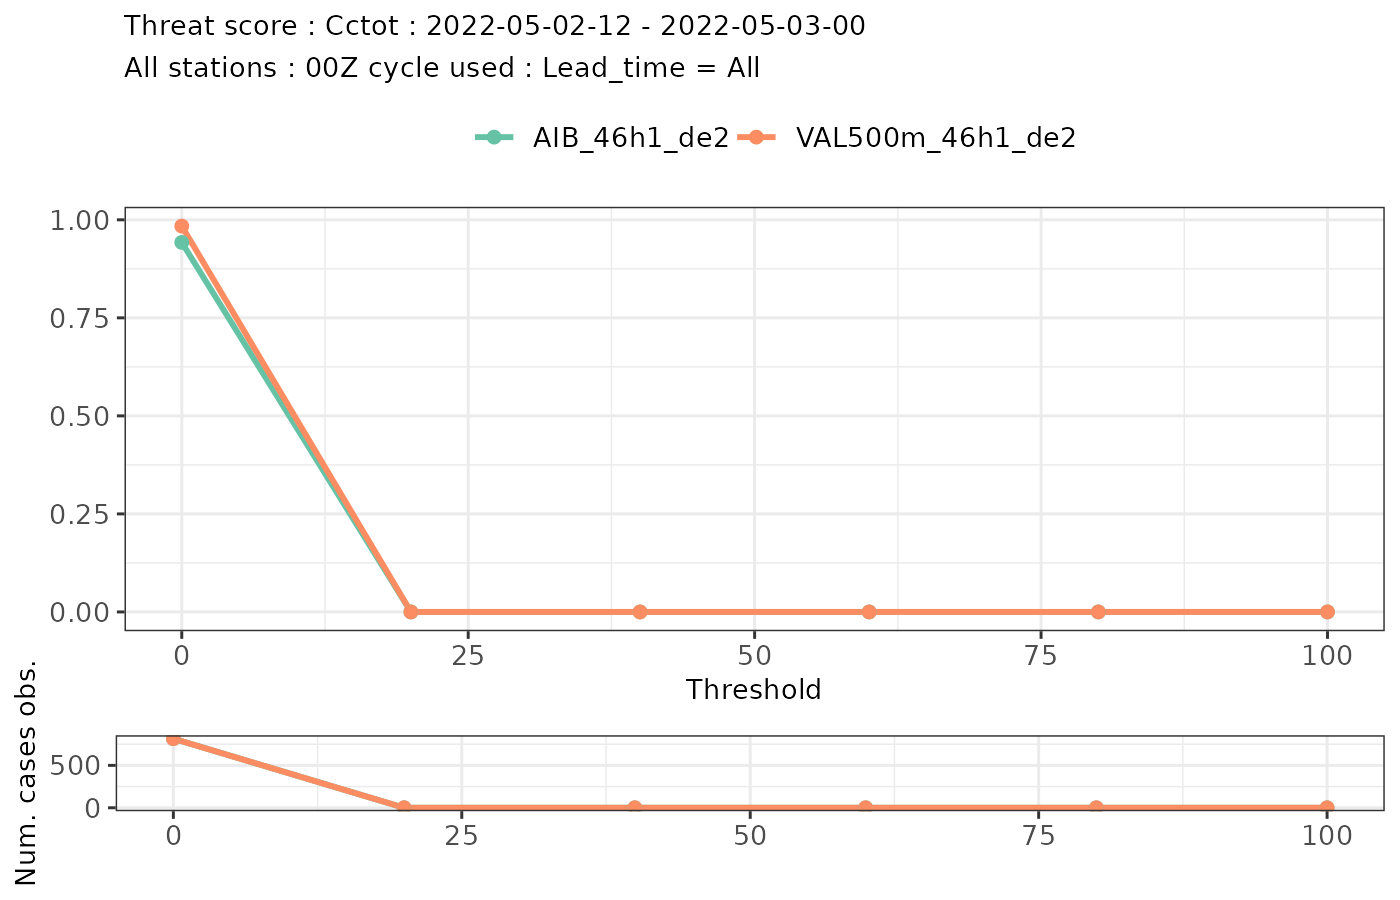 Threat score : Cctot : 2022-05-02-12 - 2022-05-03-00
All stations : 00Z cycle used : Lead_time = All
AIB_46h1_de2 VAL500m_46h1_de2
1.00
0.75
0.50
0.25
0.00
0 25 50 75 100
Threshold
Num. cases obs.
500
0
0 25 50 75 100